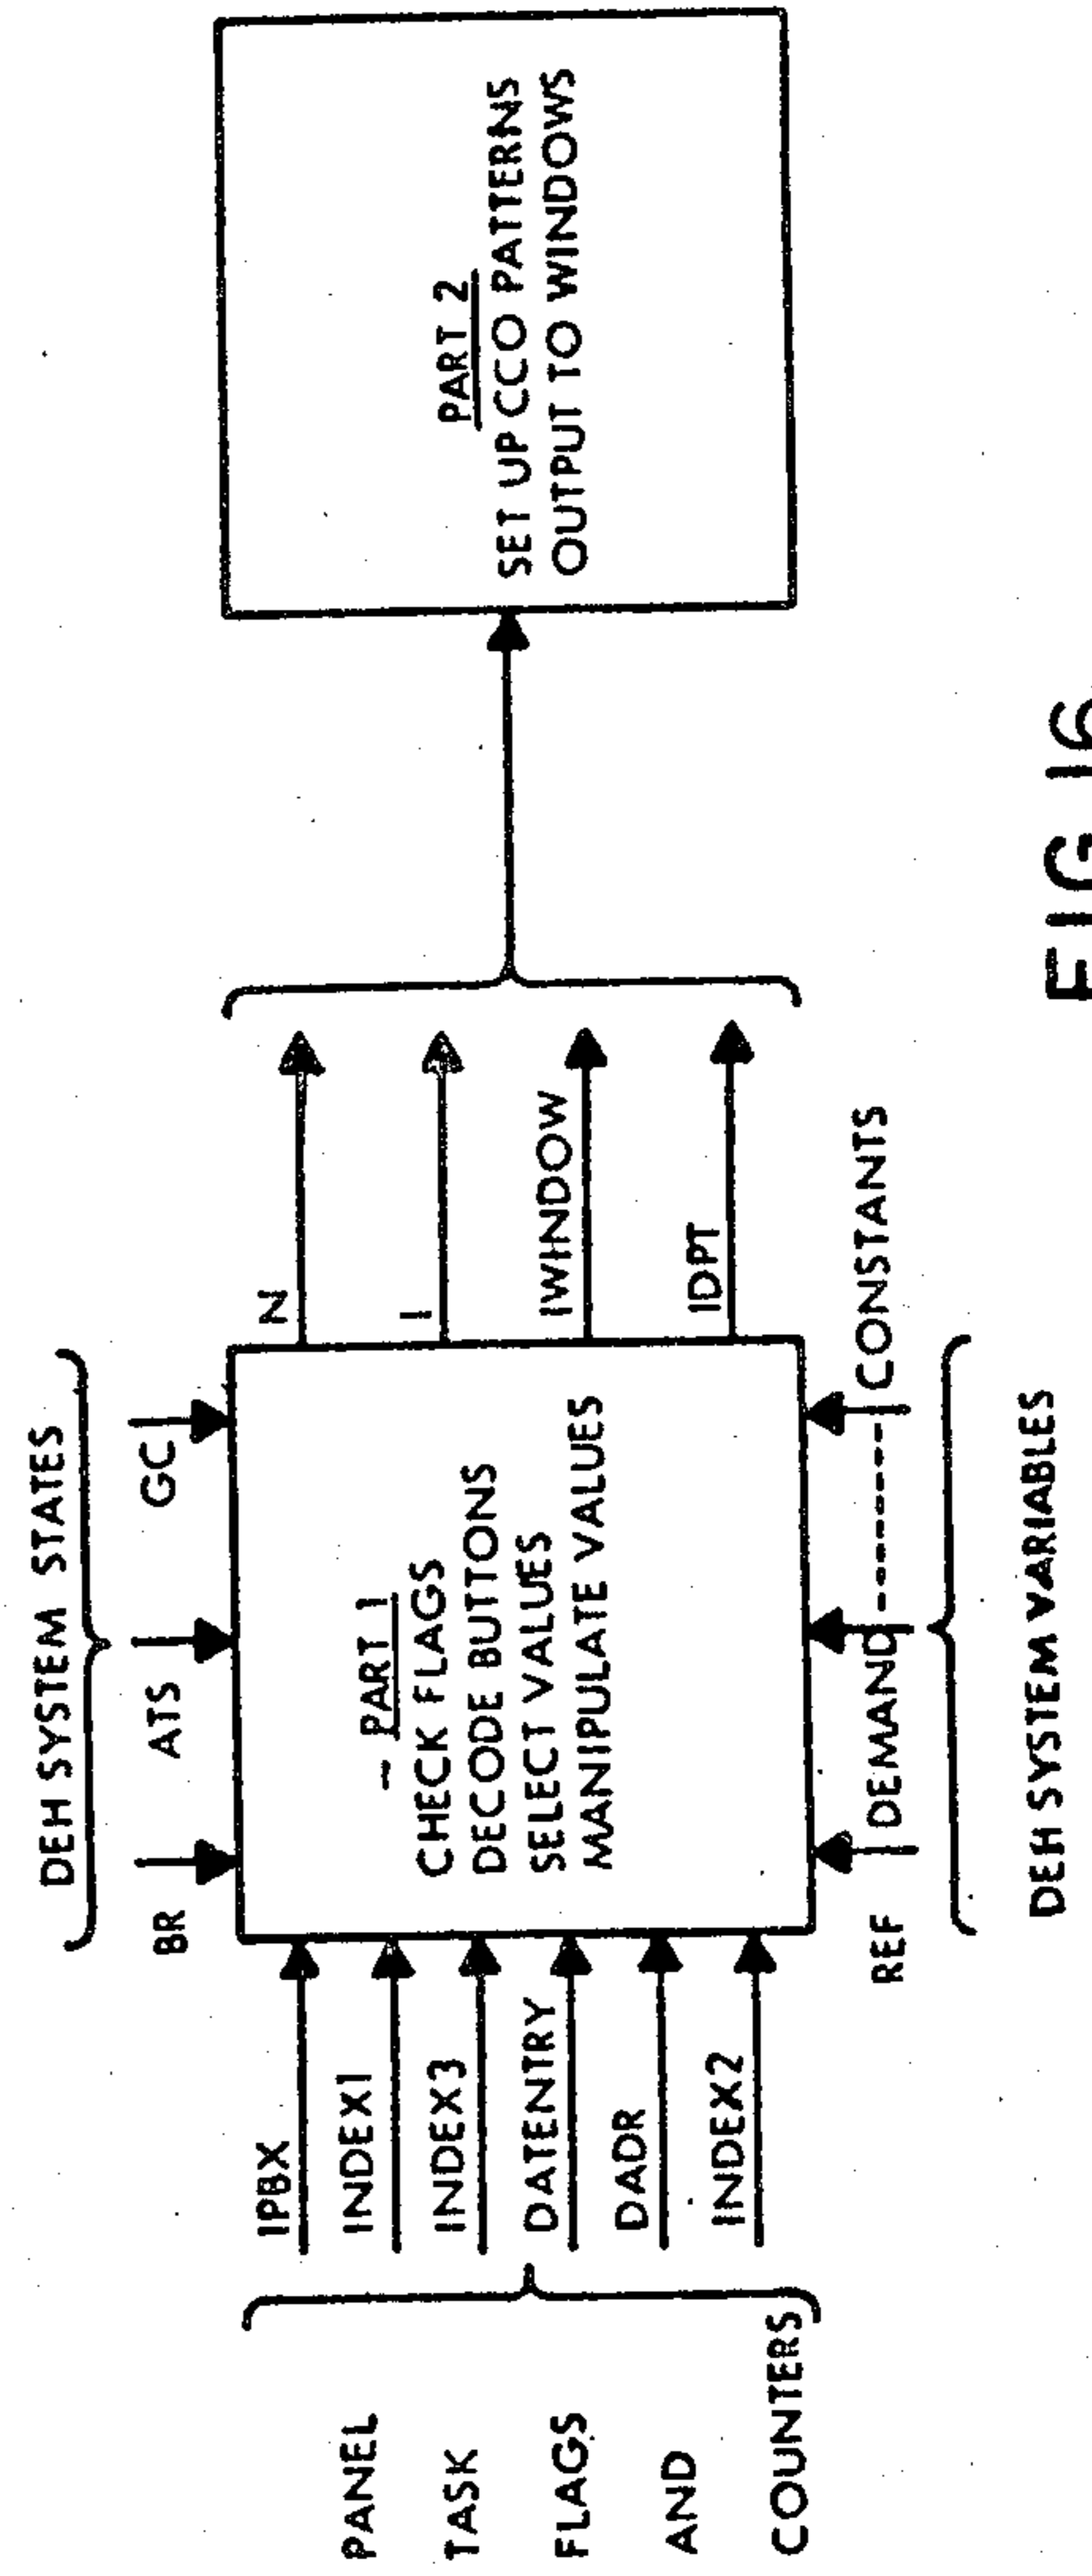 DEH SYSTEM STATES
BR
ATS
GC
PANEL
TASK
FLAGS
AND
COUNTERS
IPBX
INDEX1
INDEX3
DATENTRY
DADR
INDEX2
PART 1
CHECK FLAGS
DECODE BUTTONS
SELECT VALUES
MANIPULATE VALUES
N
I
IWINDOW
IDPT
PART 2
SET UP CCO PATTERNS
OUTPUT TO WINDOWS
REF
DEMAND
CONSTANTS
DEH SYSTEM VARIABLES
FIG 16